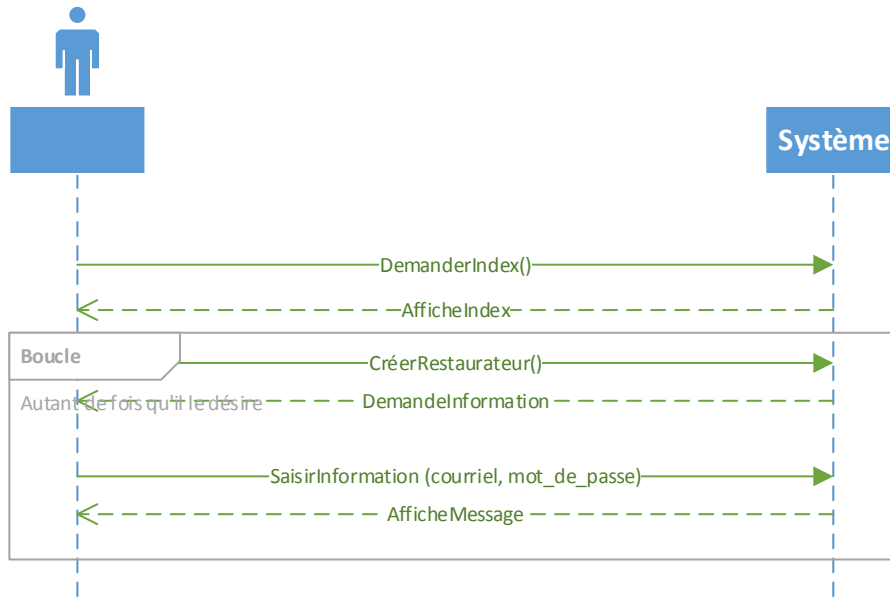 Système
DemanderIndex()
AfficheIndex
Boucle
CréerRestaurateur()
Autant de fois qu'il le désire
DemandeInformation
SaisirInformation (courriel, mot_de_passe)
AfficheMessage